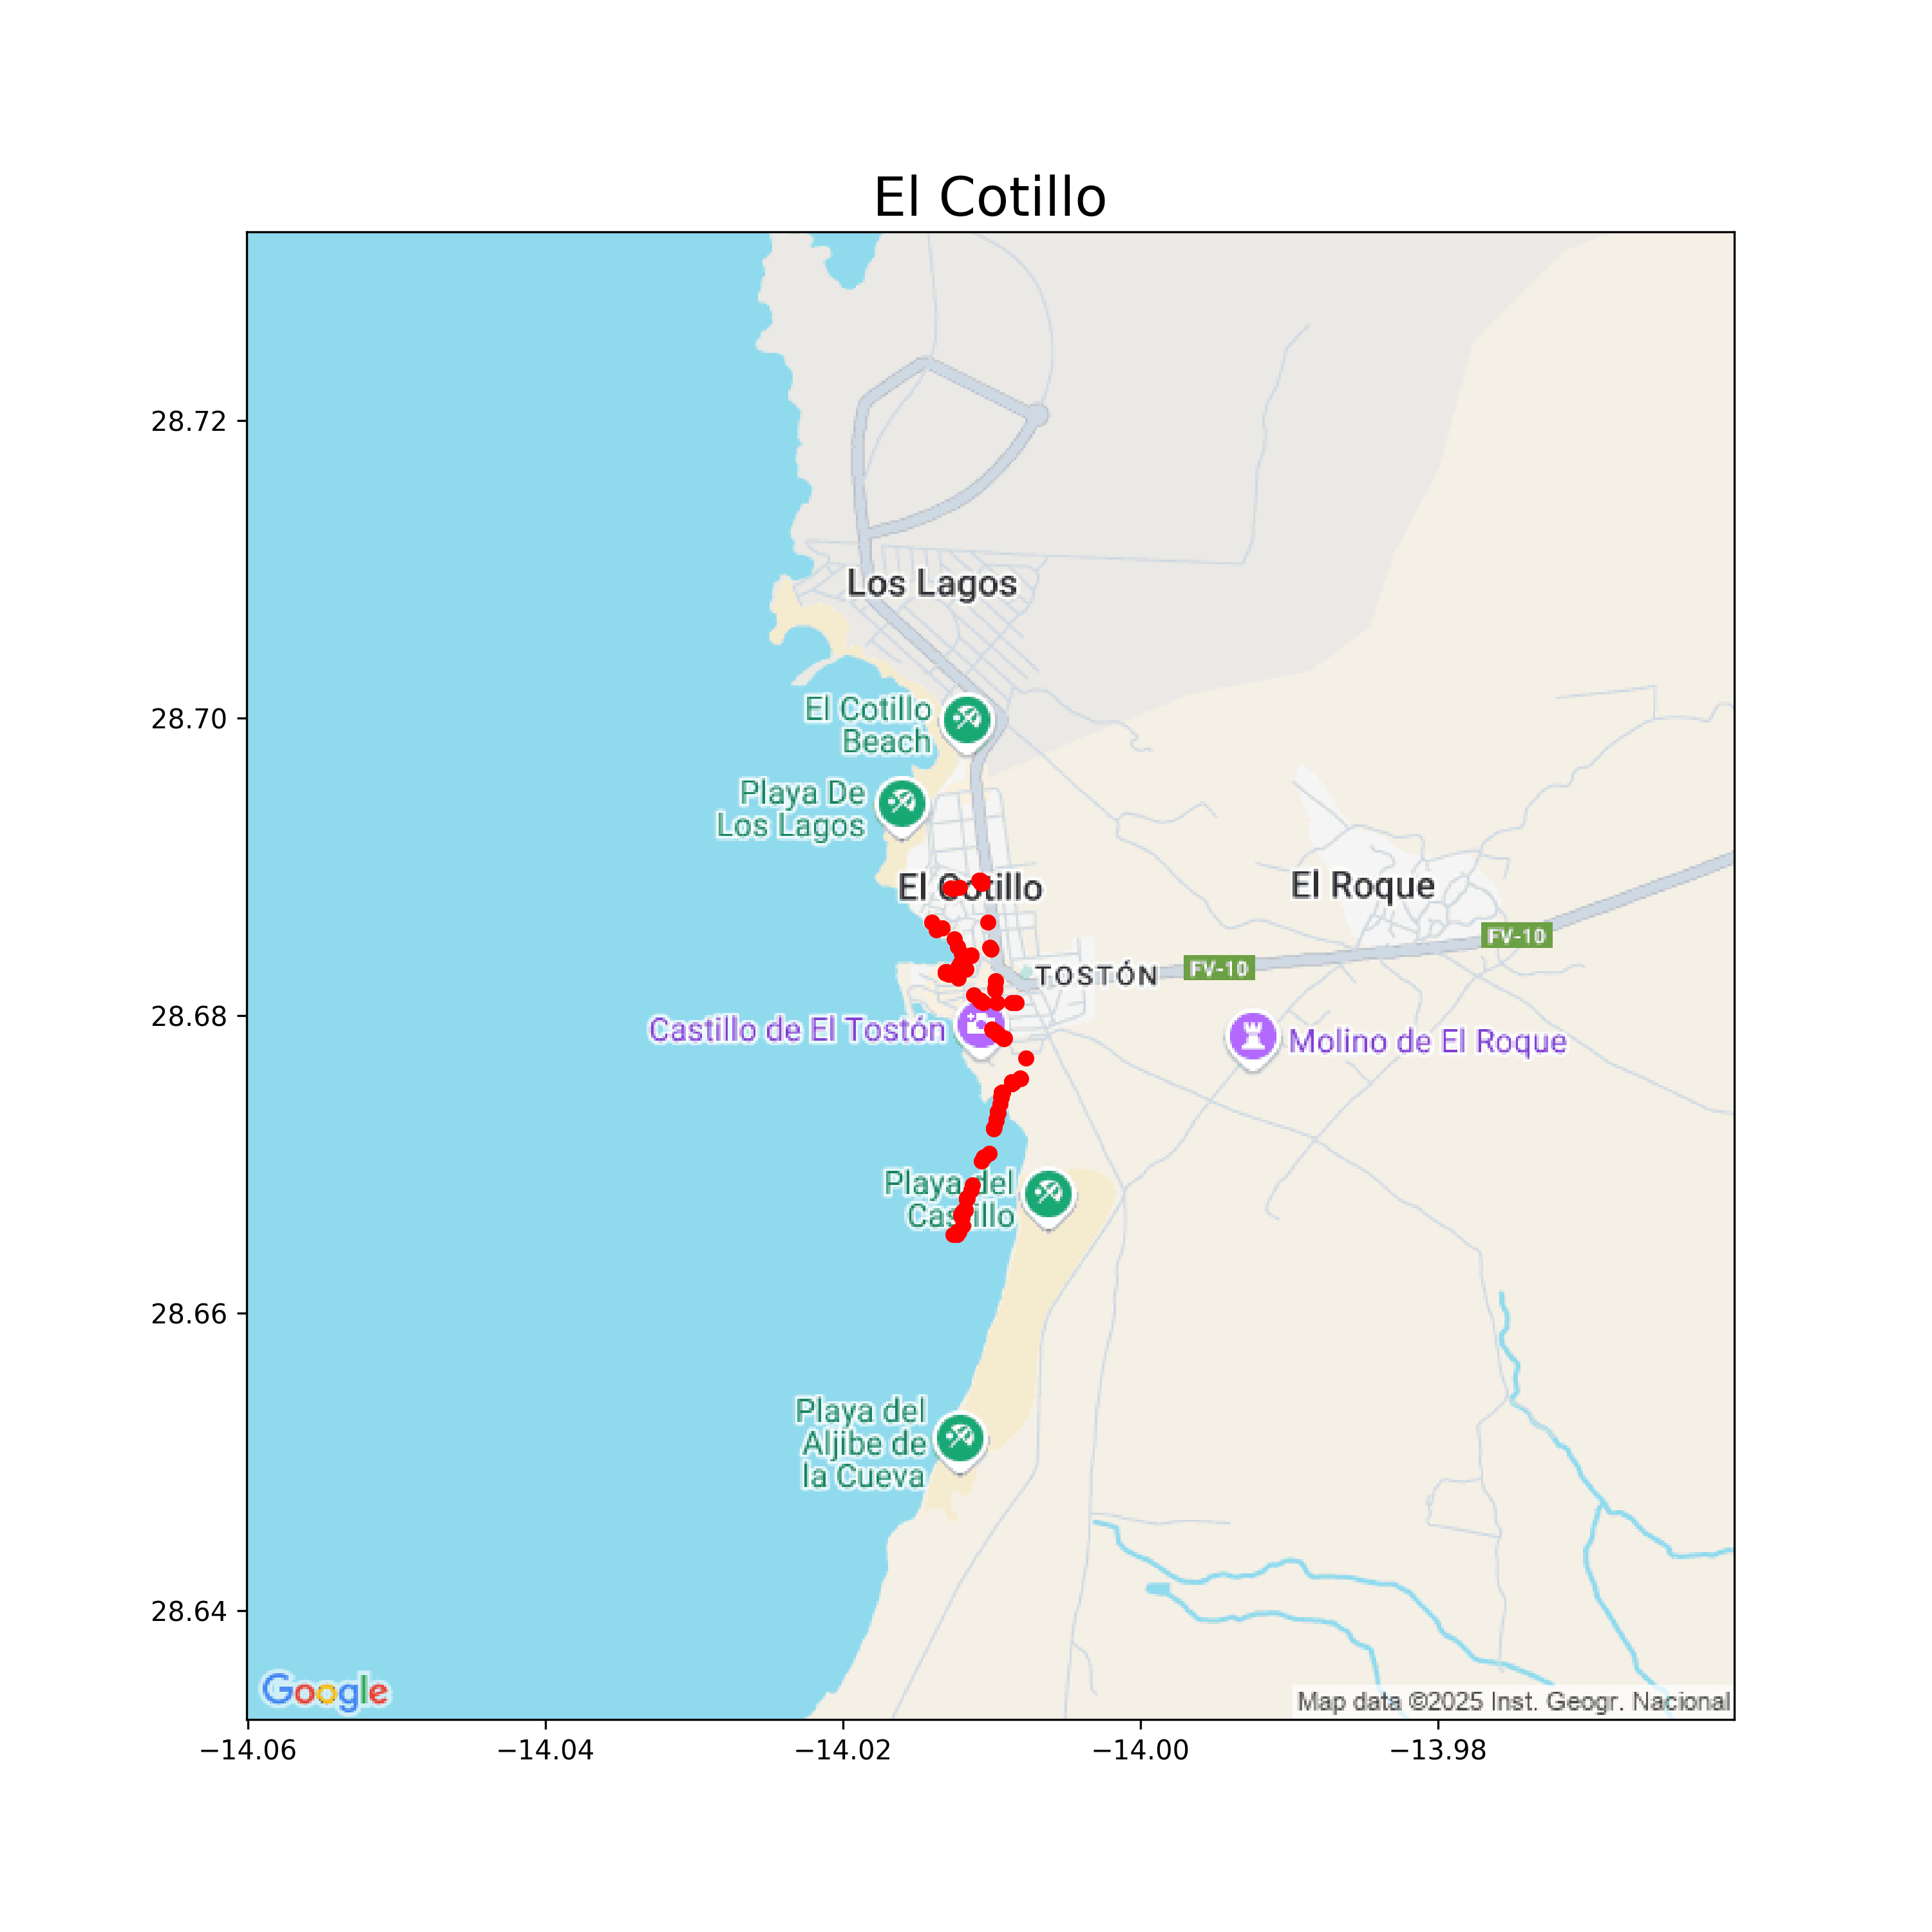 El Cotillo
28.72
28.70
28.68
28.66
28.64
−14.06
−14.04
−14.02
−14.00
−13.98
Los Lagos
El Cotillo
Beach
Playa De
Los Lagos
El Cotillo
El Roque
FV-10
FV-10
TOSTÓN
Castillo de El Tostón
Molino de El Roque
Playa del
Castillo
Playa del
Aljibe de
la Cueva
Google
Map data ©2025 Inst. Geogr. Nacional